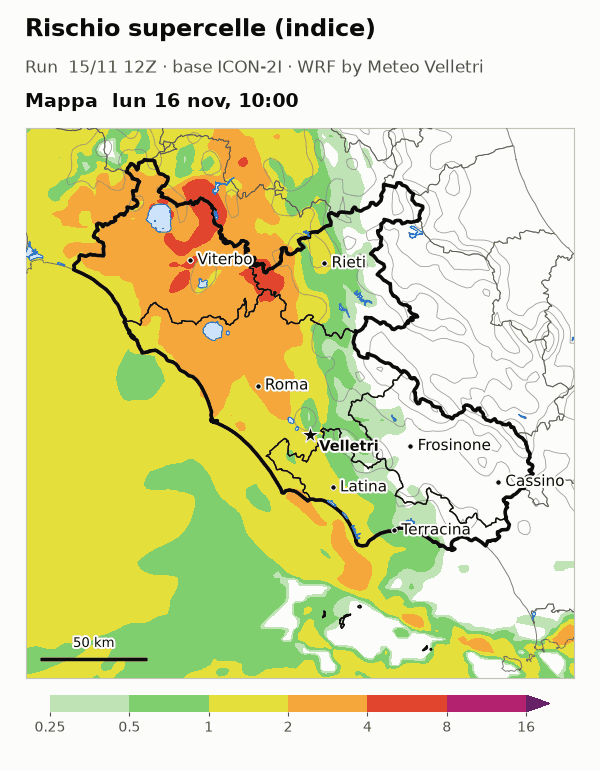 Rischio supercelle (indice)
Run 15/11 12Z · base ICON-2I · WRF by Meteo Velletri
Mappa lun 16 nov, 10:00
Viterbo
Rieti
Roma
Velletri
Frosinone
Latina
Cassino
Terracina
50 km
0.25 0.5 1 2 4 8 16